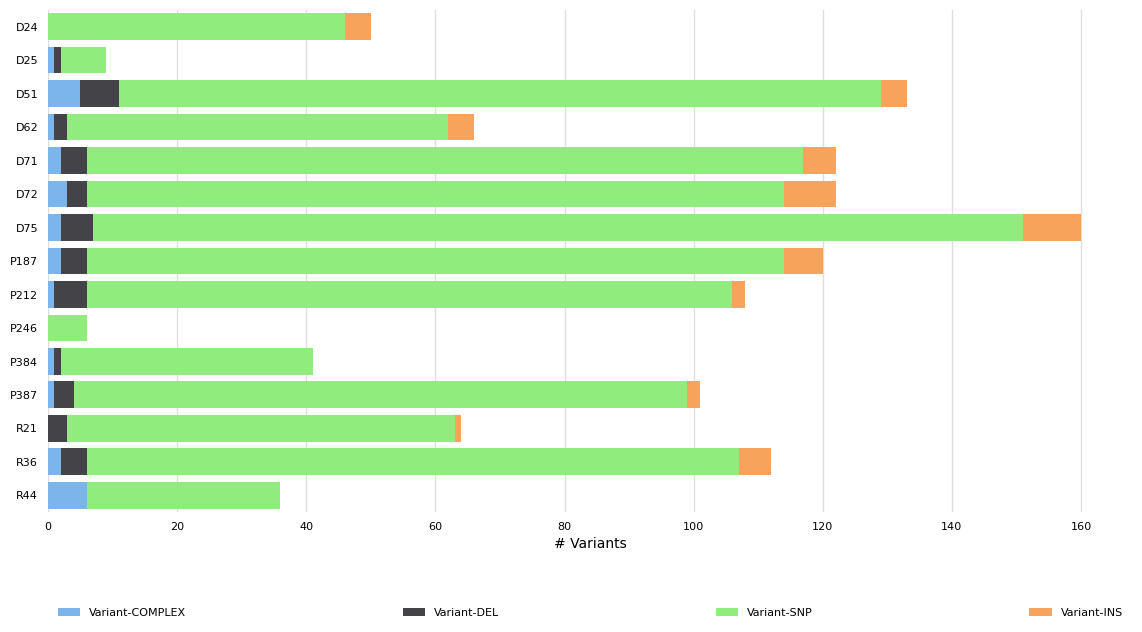 D24
D25
D51
D62
D71
D72
D75
P187
P212
P246
P384
P387
R21
R36
R44
0 20 40 60 80 100 120 140 160
# Variants
Variant-COMPLEX Variant-DEL Variant-SNP Variant-INS